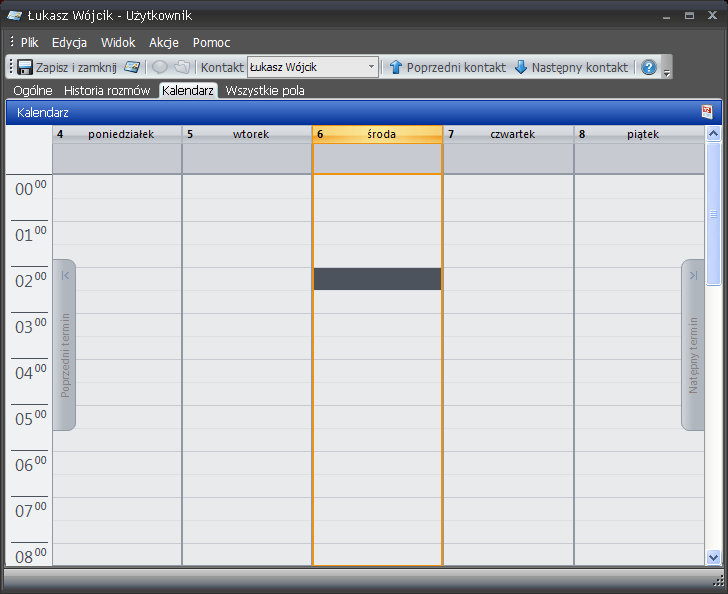 Łukasz Wójcik - Użytkownik
Plik Edycja Widok Akcje Pomoc
Zapisz i zamknij Kontakt Łukasz Wójcik Poprzedni kontakt Następny kontakt ?
Ogólne Historia rozmów Kalendarz Wszystkie pola
Kalendarz
4 poniedziałek 5 wtorek 6 środa 7 czwartek 8 piątek
00 00
01 00
02 00
03 00
04 00
05 00
06 00
07 00
08 00
Poprzedni termin
Natępny termin